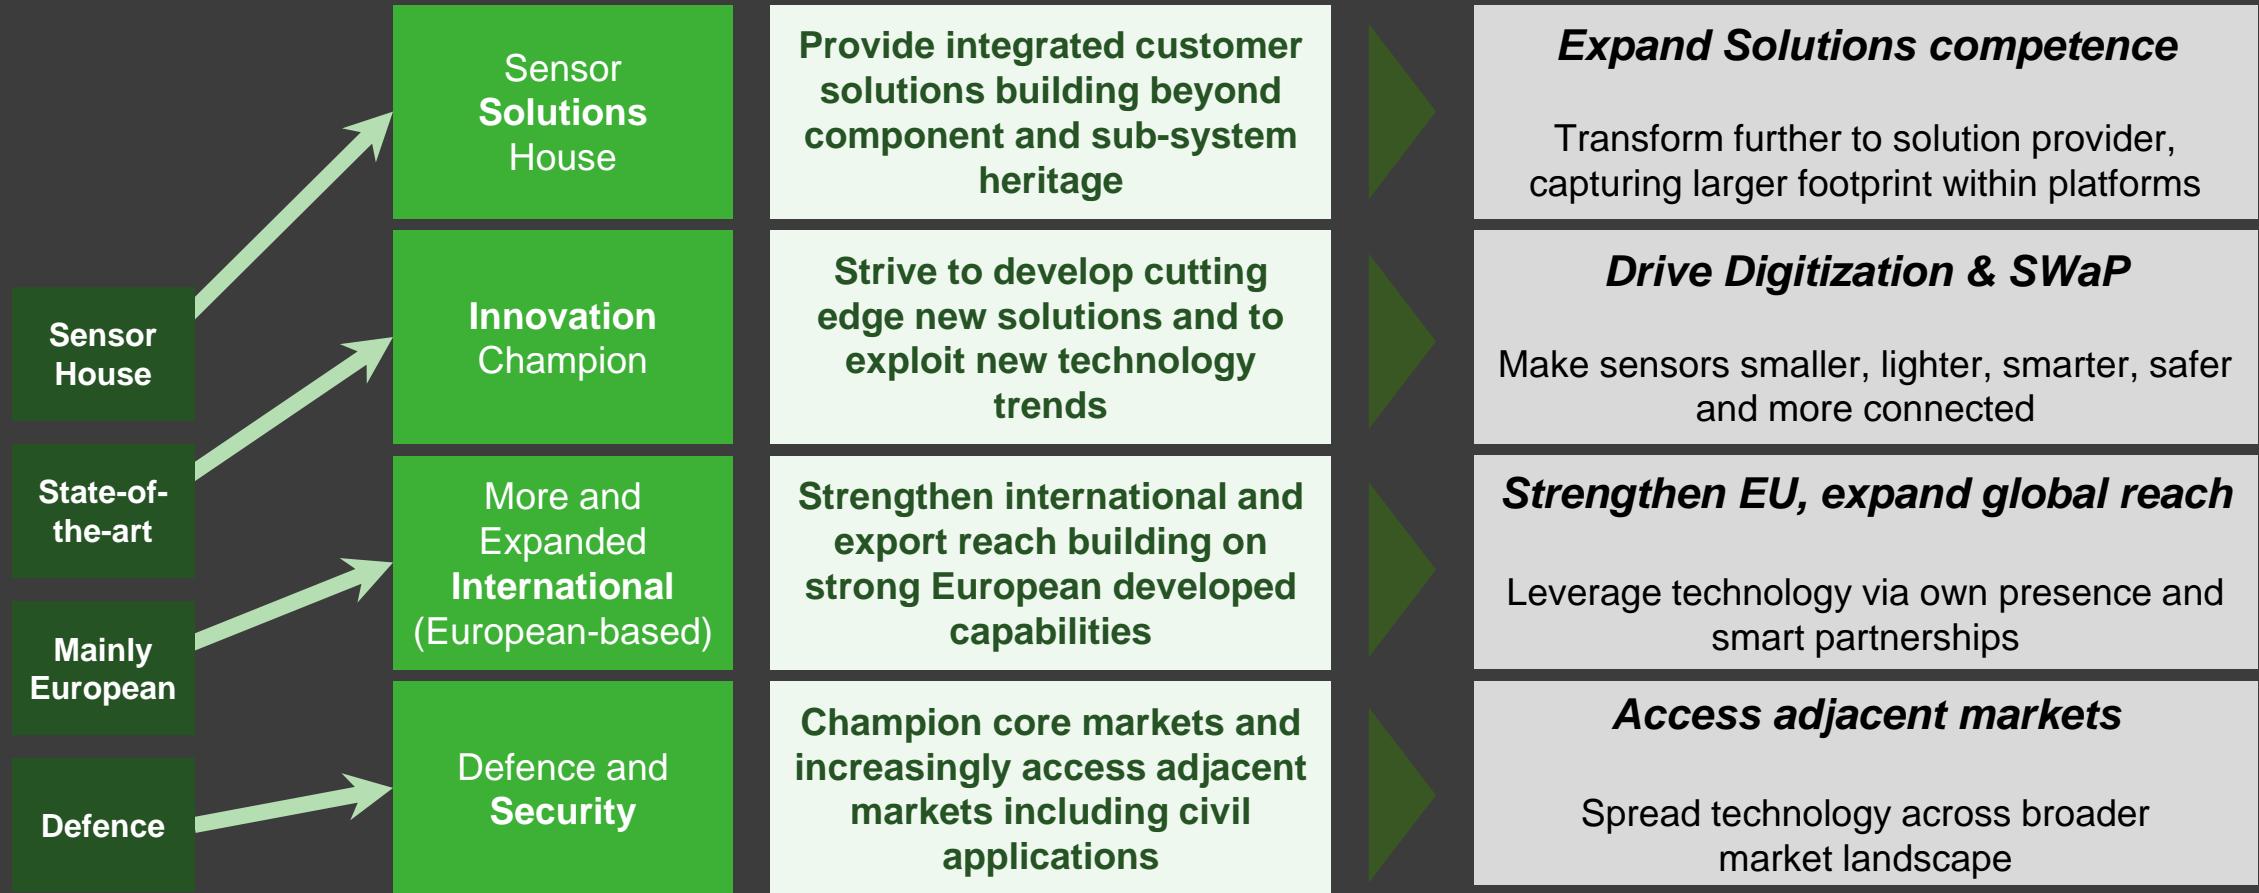 Sensor
House
State-of-
the-art
Mainly
European
Defence
Sensor
Solutions
House
Provide integrated customer
solutions building beyond
component and sub-system
heritage
Expand Solutions competence
Transform further to solution provider,
capturing larger footprint within platforms
Innovation
Champion
Strive to develop cutting
edge new solutions and to
exploit new technology
trends
Drive Digitization & SWaP
Make sensors smaller, lighter, smarter, safer
and more connected
More and
Expanded
International
(European-based)
Strengthen international and
export reach building on
strong European developed
capabilities
Strengthen EU, expand global reach
Leverage technology via own presence and
smart partnerships
Defence and
Security
Champion core markets and
increasingly access adjacent
markets including civil
applications
Access adjacent markets
Spread technology across broader
market landscape